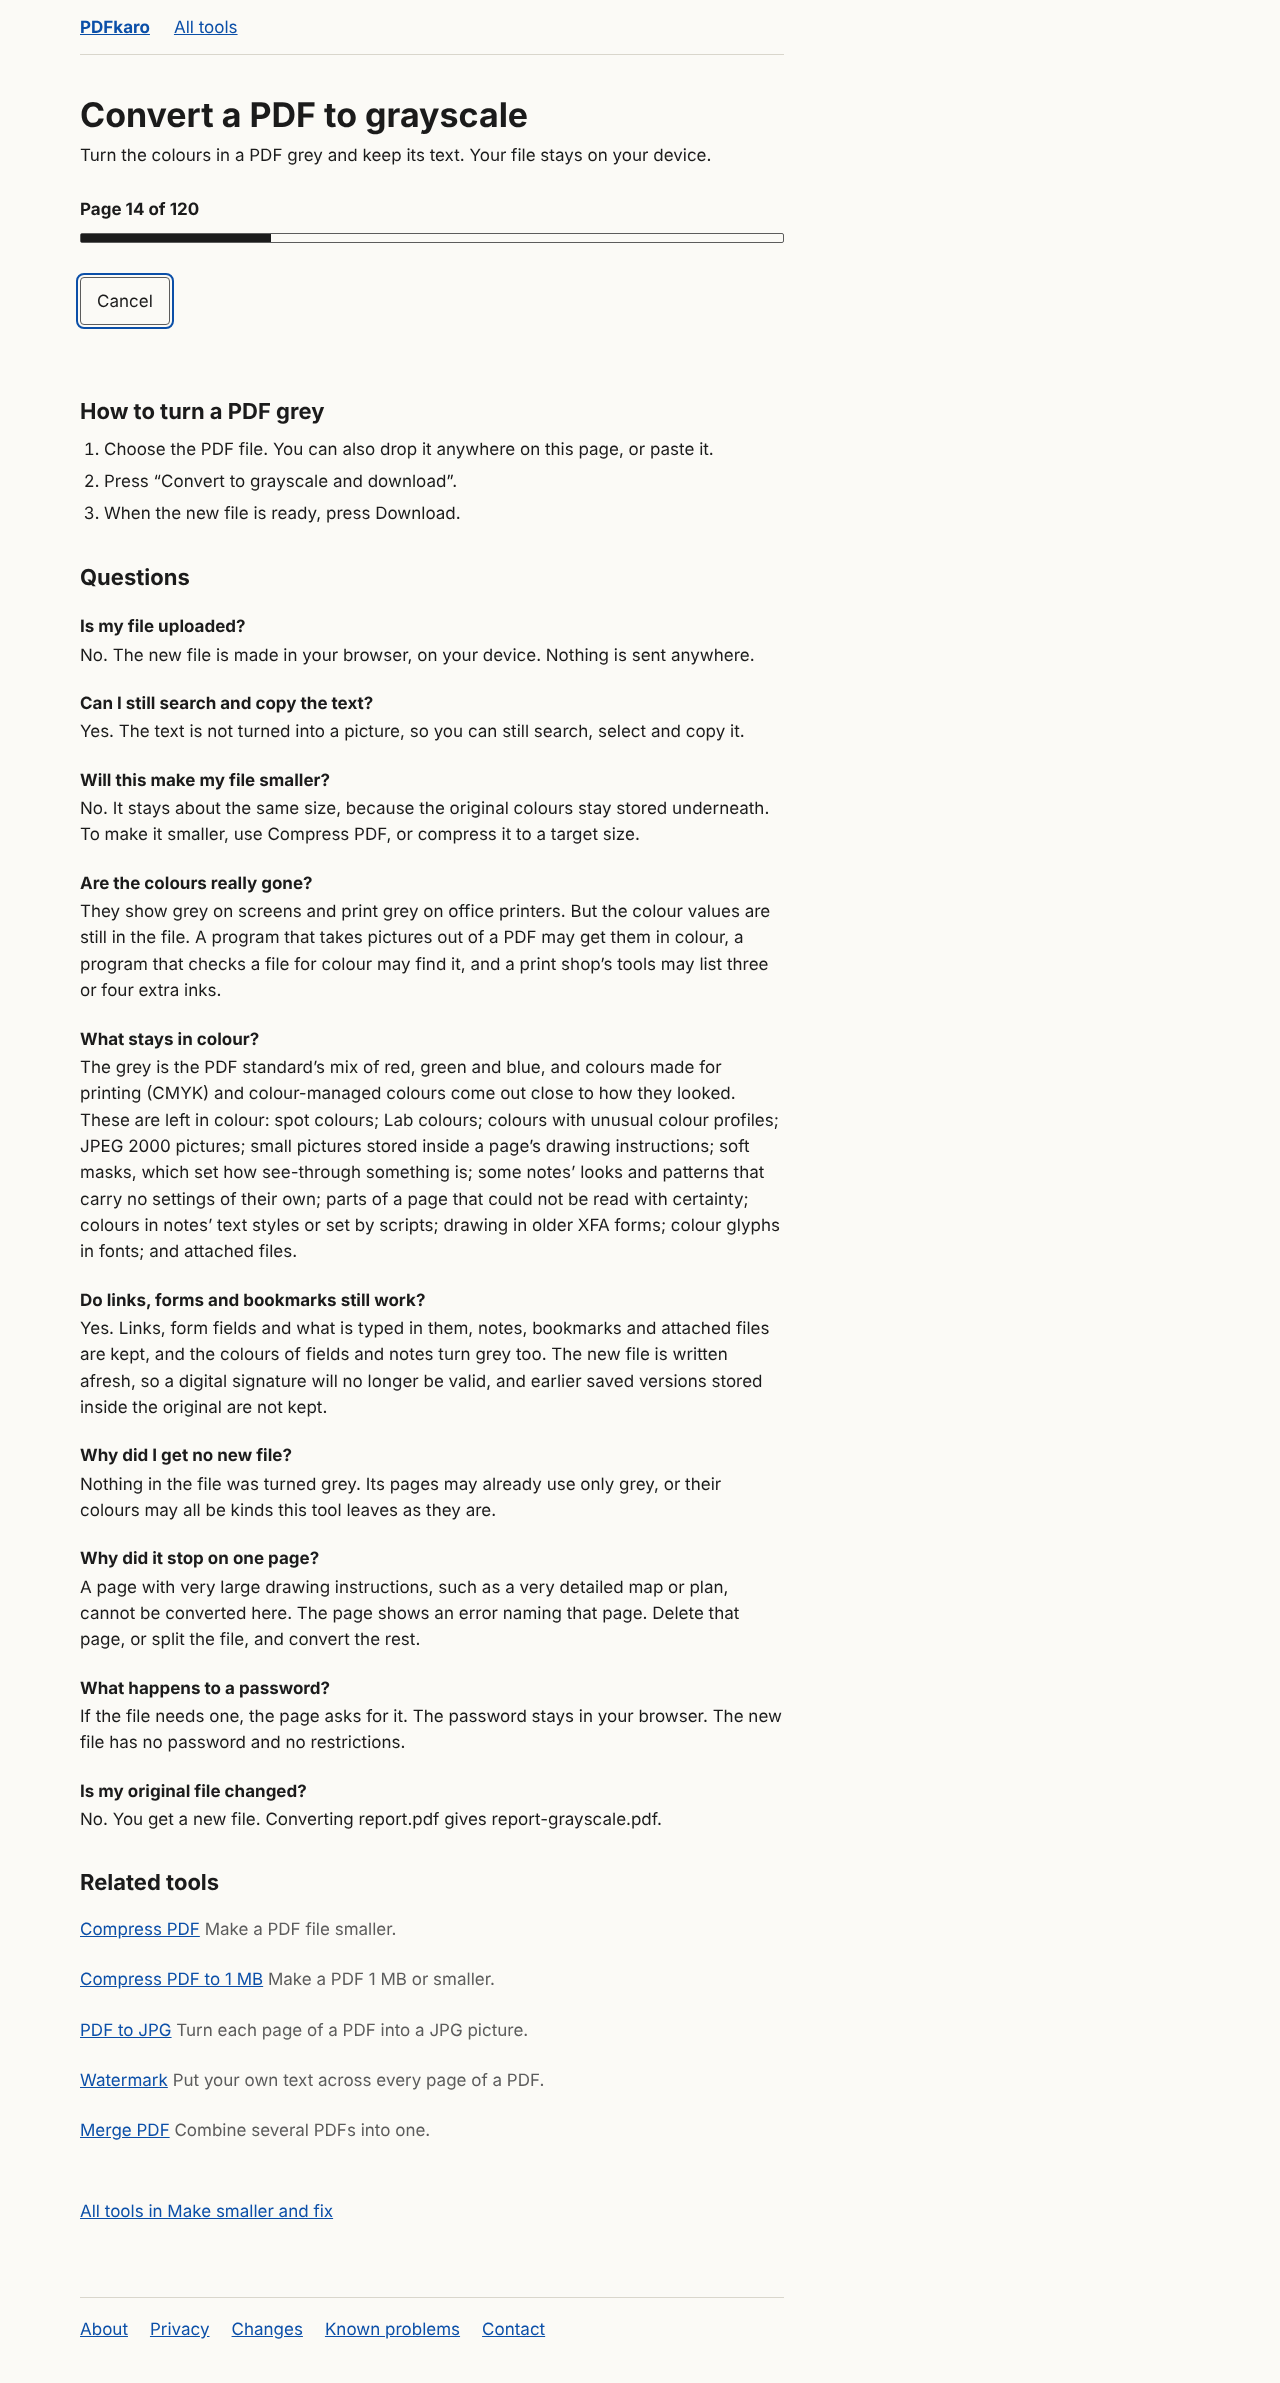 PDFkaro All tools
Convert a PDF to grayscale
Turn the colours in a PDF grey and keep its text. Your file stays on your device.
Page 14 of 120
Cancel
How to turn a PDF grey
1. Choose the PDF file. You can also drop it anywhere on this page, or paste it.
2. Press “Convert to grayscale and download”.
3. When the new file is ready, press Download.
Questions
Is my file uploaded?
No. The new file is made in your browser, on your device. Nothing is sent anywhere.
Can I still search and copy the text?
Yes. The text is not turned into a picture, so you can still search, select and copy it.
Will this make my file smaller?
No. It stays about the same size, because the original colours stay stored underneath.
To make it smaller, use Compress PDF, or compress it to a target size.
Are the colours really gone?
They show grey on screens and print grey on office printers. But the colour values are
still in the file. A program that takes pictures out of a PDF may get them in colour, a
program that checks a file for colour may find it, and a print shop’s tools may list three
or four extra inks.
What stays in colour?
The grey is the PDF standard’s mix of red, green and blue, and colours made for
printing (CMYK) and colour-managed colours come out close to how they looked.
These are left in colour: spot colours; Lab colours; colours with unusual colour profiles;
JPEG 2000 pictures; small pictures stored inside a page’s drawing instructions; soft
masks, which set how see-through something is; some notes’ looks and patterns that
carry no settings of their own; parts of a page that could not be read with certainty;
colours in notes’ text styles or set by scripts; drawing in older XFA forms; colour glyphs
in fonts; and attached files.
Do links, forms and bookmarks still work?
Yes. Links, form fields and what is typed in them, notes, bookmarks and attached files
are kept, and the colours of fields and notes turn grey too. The new file is written
afresh, so a digital signature will no longer be valid, and earlier saved versions stored
inside the original are not kept.
Why did I get no new file?
Nothing in the file was turned grey. Its pages may already use only grey, or their
colours may all be kinds this tool leaves as they are.
Why did it stop on one page?
A page with very large drawing instructions, such as a very detailed map or plan,
cannot be converted here. The page shows an error naming that page. Delete that
page, or split the file, and convert the rest.
What happens to a password?
If the file needs one, the page asks for it. The password stays in your browser. The new
file has no password and no restrictions.
Is my original file changed?
No. You get a new file. Converting report.pdf gives report-grayscale.pdf.
Related tools
Compress PDF Make a PDF file smaller.
Compress PDF to 1 MB Make a PDF 1 MB or smaller.
PDF to JPG Turn each page of a PDF into a JPG picture.
Watermark Put your own text across every page of a PDF.
Merge PDF Combine several PDFs into one.
All tools in Make smaller and fix
About Privacy Changes Known problems Contact